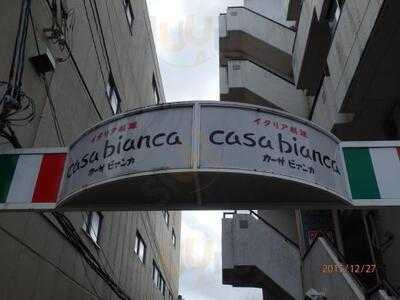 イタリア料理
casa bianca
カーサ ビアンカ
イタリア料理
casa bianca
カーサ ビアンカ
2015/12/27